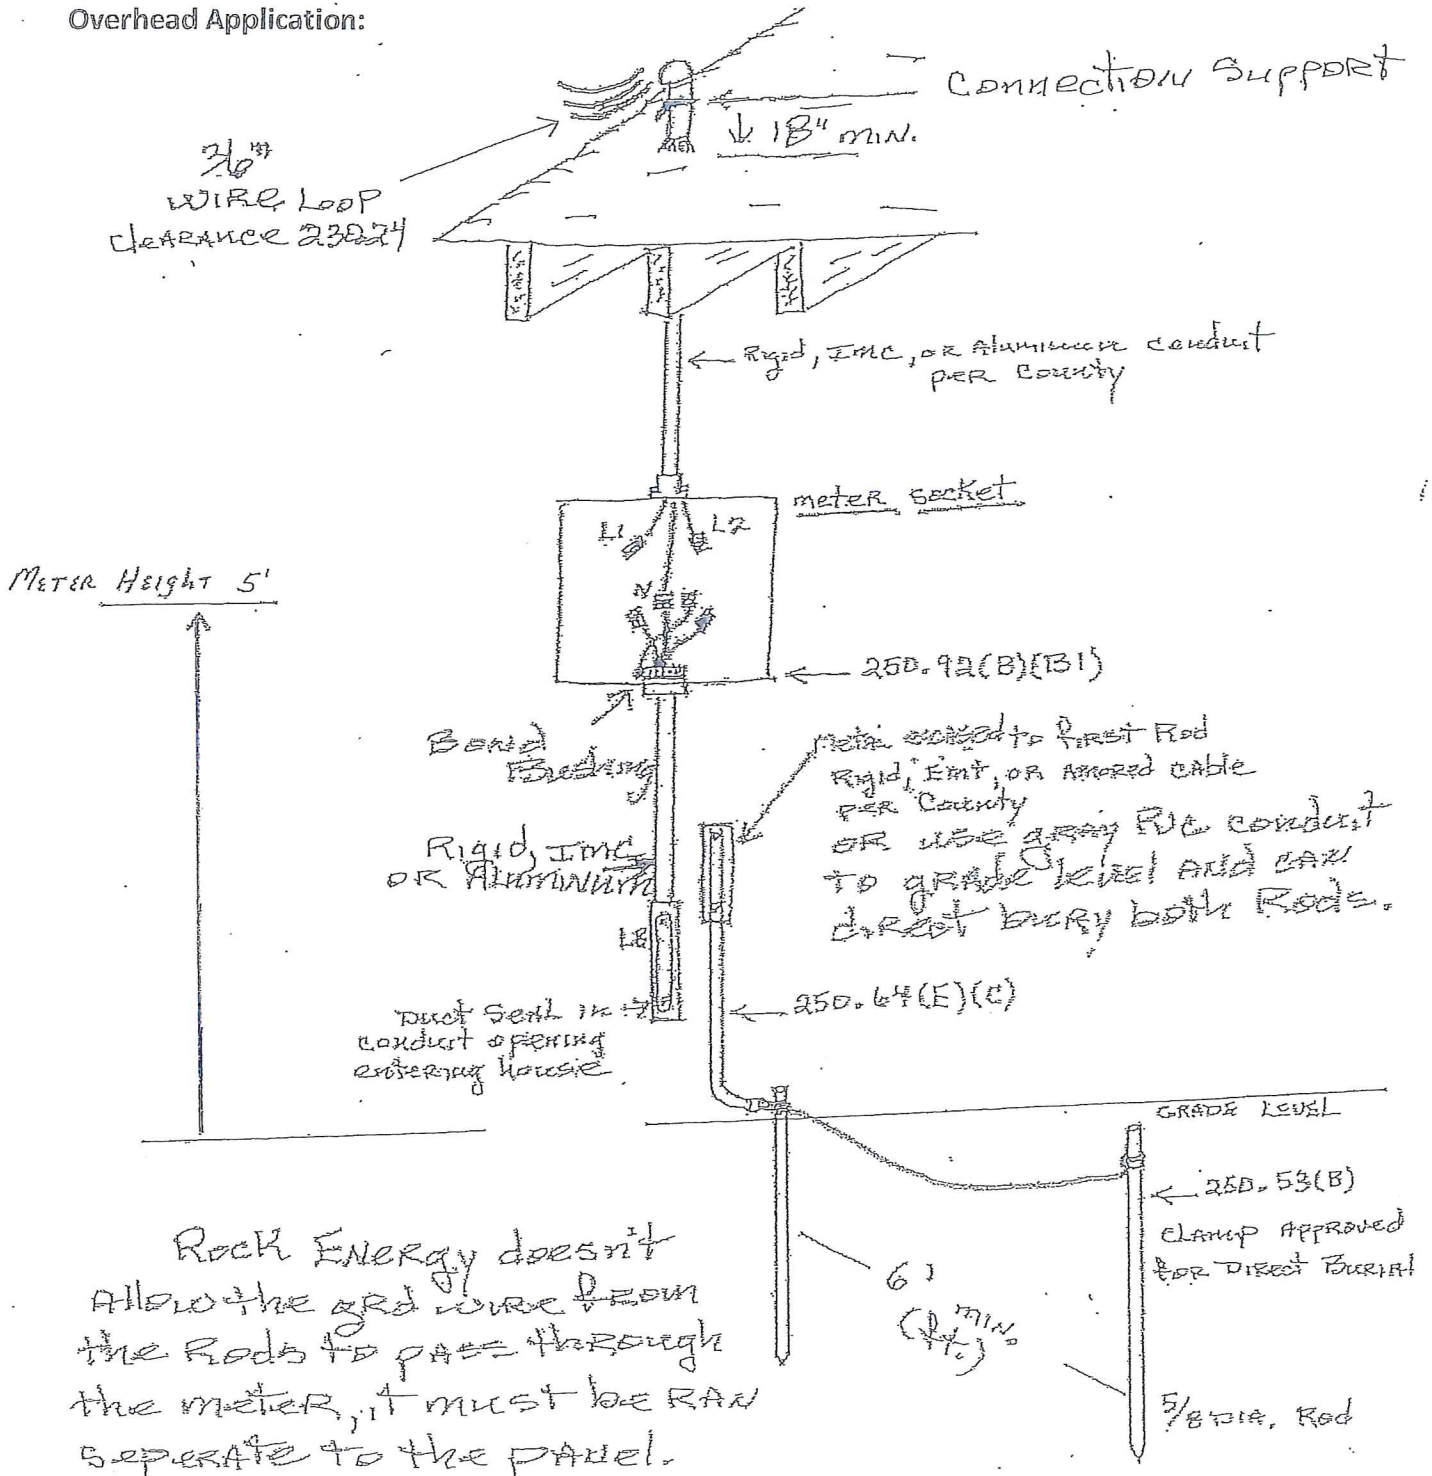 Overhead Application:
Connection Support
18" MIN.
WIRE LOOP
CLEARANCE 230.24
Rigid, IMC, OR Aluminum conduit
PER County
meter socket
L1
L2
METER HEIGHT 5'
N
250.92(B)(B1)
Bond
Bushing
to first Rod
Rigid, Emt, OR AMORED CABLE
PER County
OR USE GRAY PVC conduit
TO grade level AND CAN
direct bury both Rods.
Rigid, IMC
OR ALUMINUM
LB
250.64(E)(C)
DUCT SEAL IN
conduit opening
entering house
GRADE LEVEL
250.53(B)
CLAMP APPROVED
FOR DIRECT BURIAL
Rock ENERgy doesn't
Allow the gRd wire from
the Rods to pass through
the meter, it must be RAN
seperate to the panel.
6'
MIN.
5/8 DIA. Rod